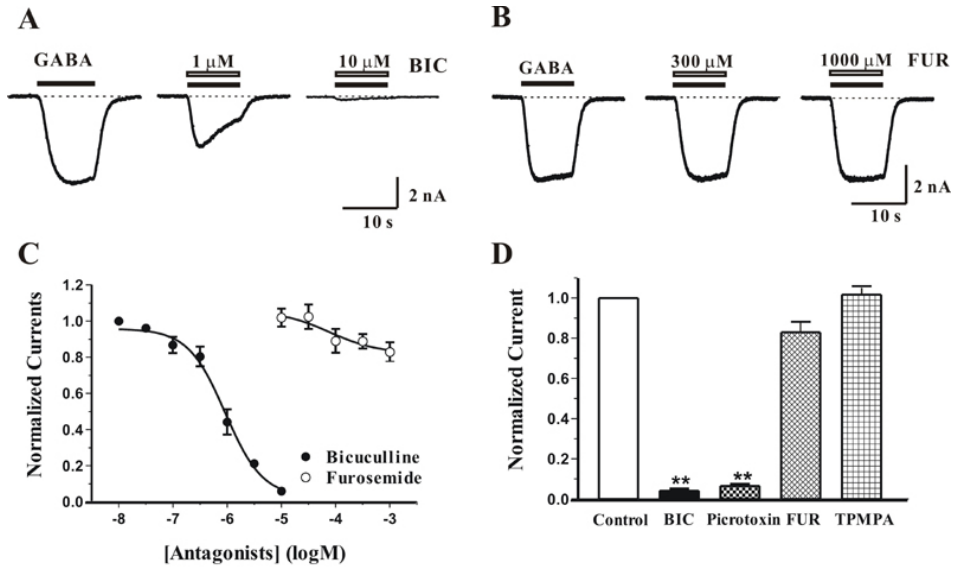 A
GABA
1 μM
10 μM
BIC
2 nA
10 s
B
GABA
300 μM
1000 μM
FUR
2 nA
10 s
C
Normalized Currents
1.2
1.0
0.8
0.6
0.4
0.2
0.0
-8 -7 -6 -5 -4 -3
[Antagonists] (logM)
Bicuculline
Furosemide
D
Normalized Current
1.0
0.8
0.6
0.4
0.2
0.0
** **
Control BIC Picrotoxin FUR TPMPA